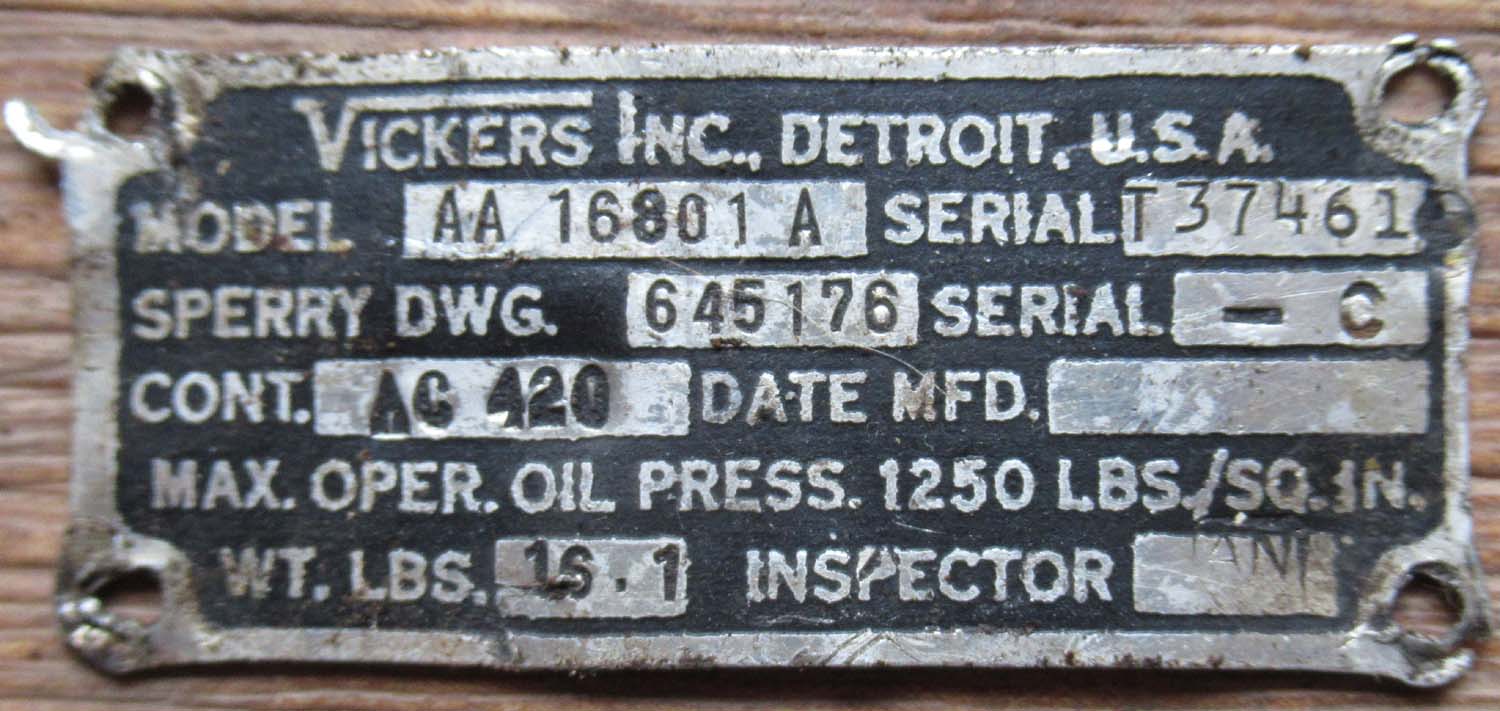 VICKERS INC., DETROIT, U.S.A.
MODEL AA 16801 A SERIAL T37461
SPERRY DWG. 645176 SERIAL - C
CONT. AC 420 DATE MFD.
MAX. OPER. OIL PRESS. 1250 LBS./SQ. IN.
WT. LBS. 16.1 INSPECTOR